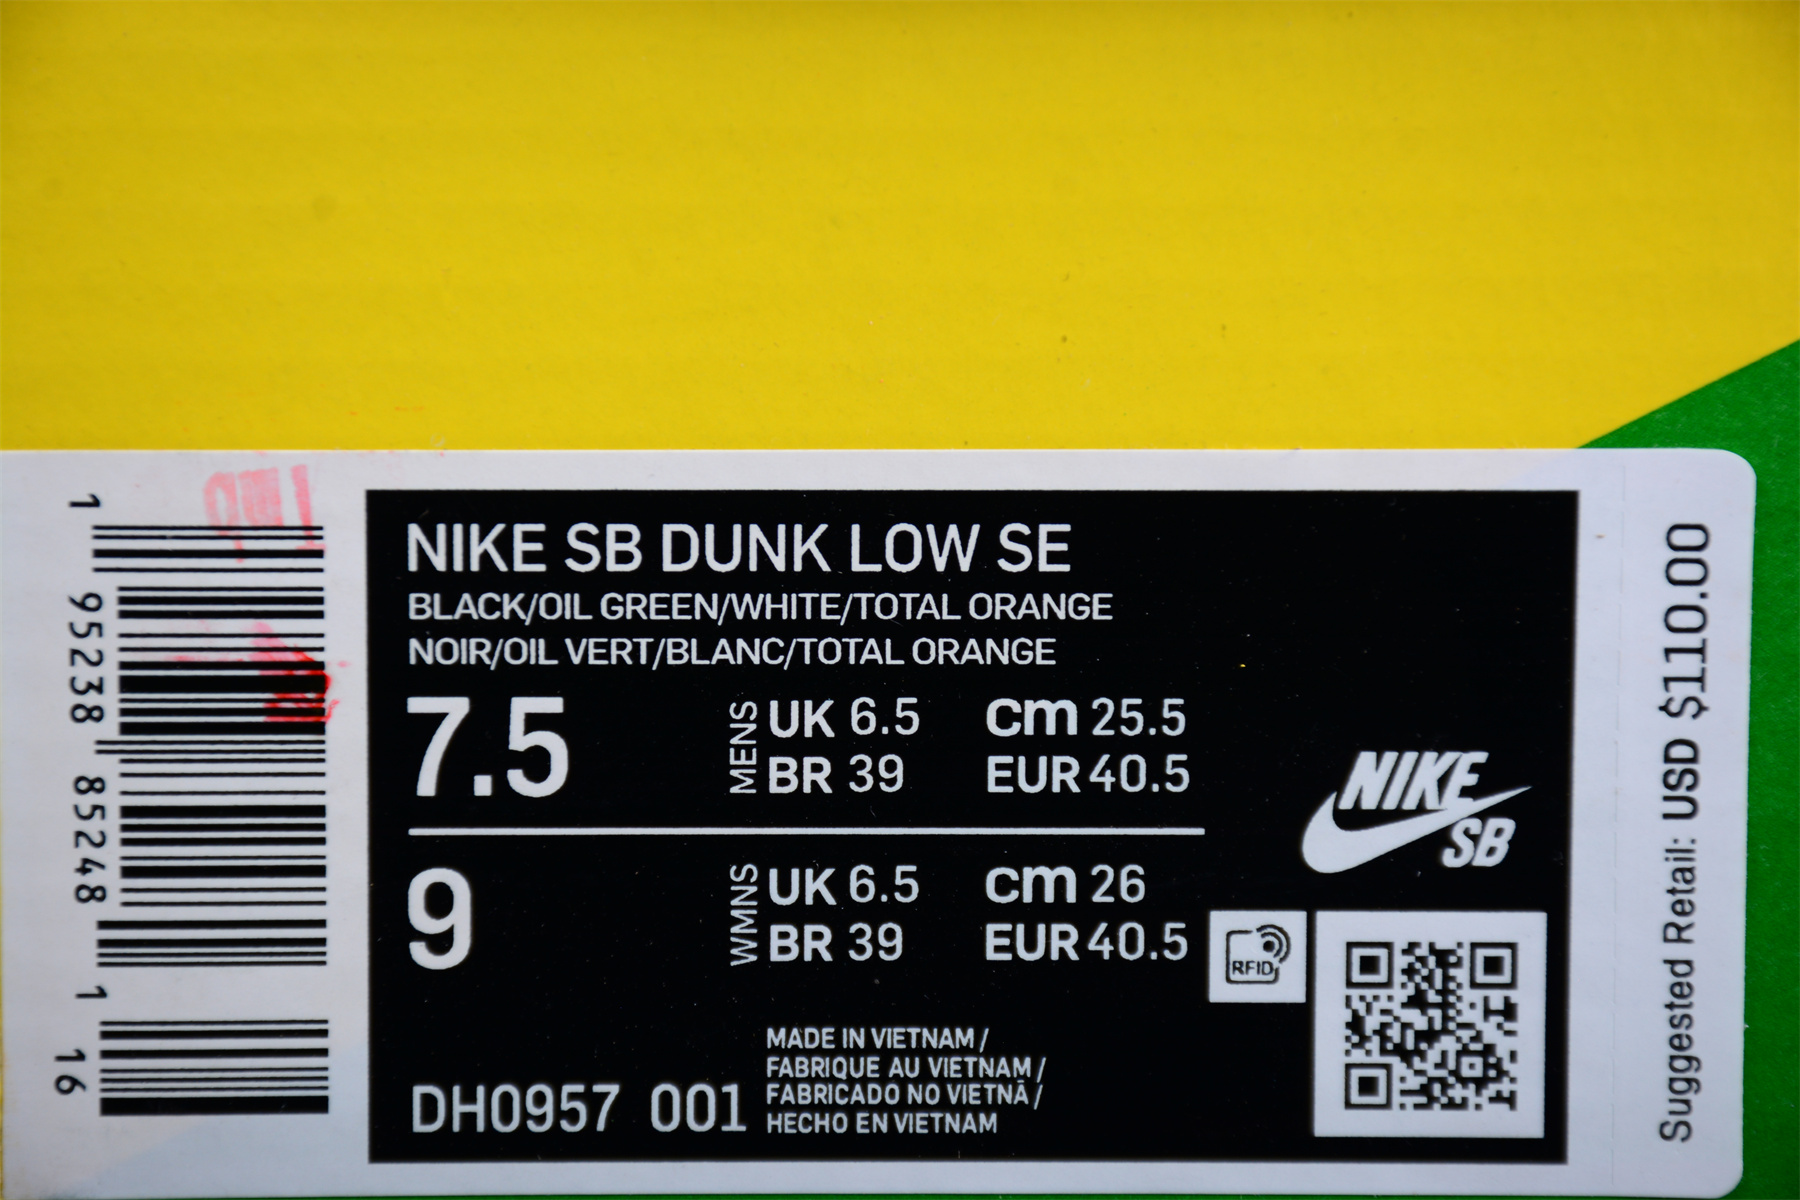 1
95238
85248
1
16
NIKE SB DUNK LOW SE
BLACK/OIL GREEN/WHITE/TOTAL ORANGE
NOIR/OIL VERT/BLANC/TOTAL ORANGE
7.5
MENS
UK 6.5
cm 25.5
BR 39
EUR 40.5
9
WMNS
UK 6.5
cm 26
BR 39
EUR 40.5
DH0957 001
MADE IN VIETNAM /
FABRIQUE AU VIETNAM /
FABRICADO NO VIETNÃ /
HECHO EN VIETNAM
NIKE
SB
RFID
Suggested Retail: USD $110.00